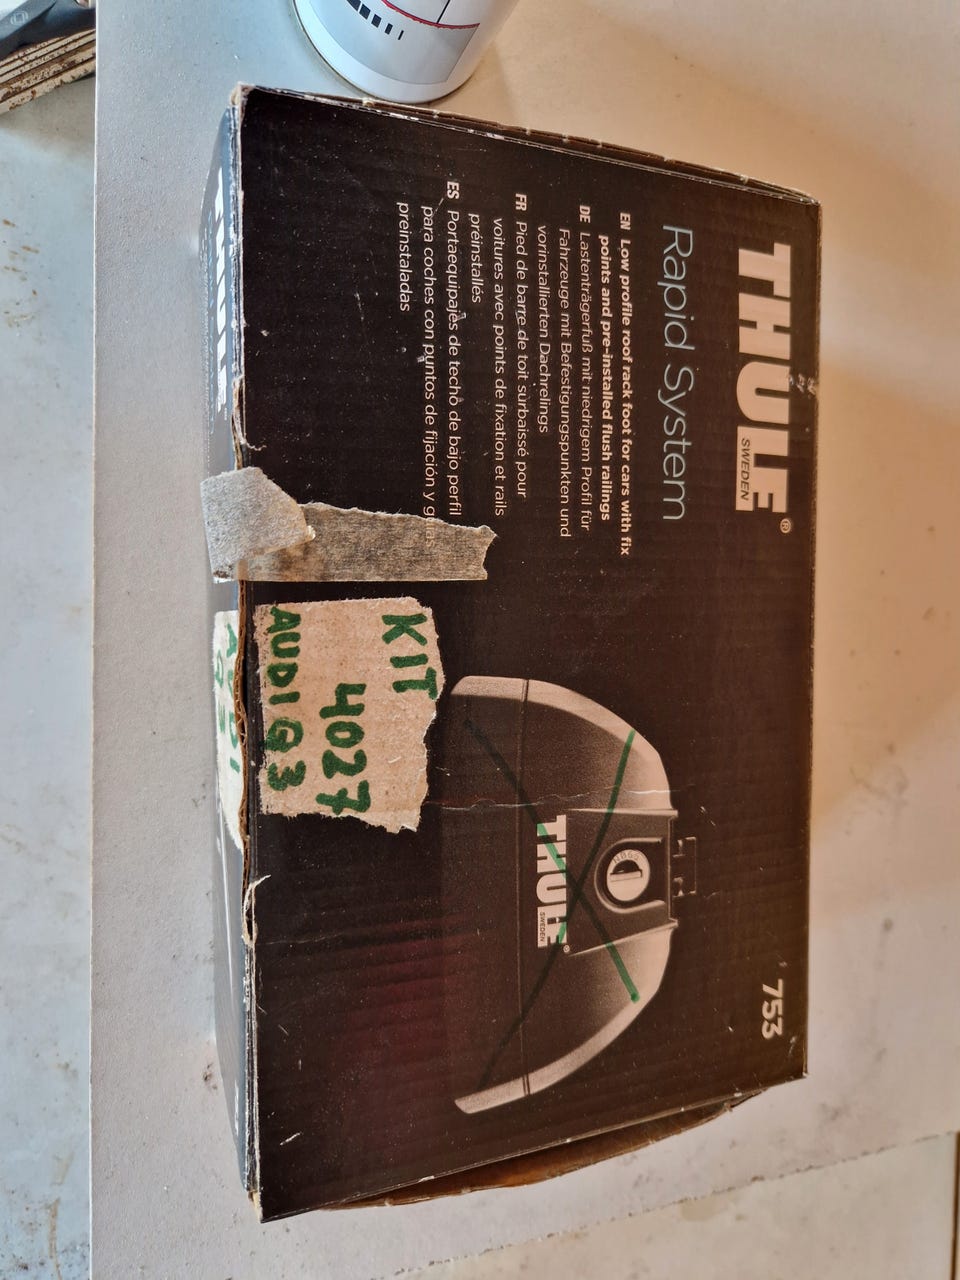 THULE®
SWEDEN
Rapid System
EN Low profile roof rack foot for cars with fix
points and pre-installed flush railings
DE Lastenträgerfuß mit niedrigem Profil für
Fahrzeuge mit Befestigungspunkten und
vorinstallierten Dachrelings
FR Pied de barre de toit surbaissé pour
voitures avec points de fixation et rails
préinstallés
ES Portaequipajes de techo de bajo perfil
para coches con puntos de fijación y guías
preinstaladas
753
THULE®
SWEDEN
KIT
4027
AUDI Q3
THULE
AUDI